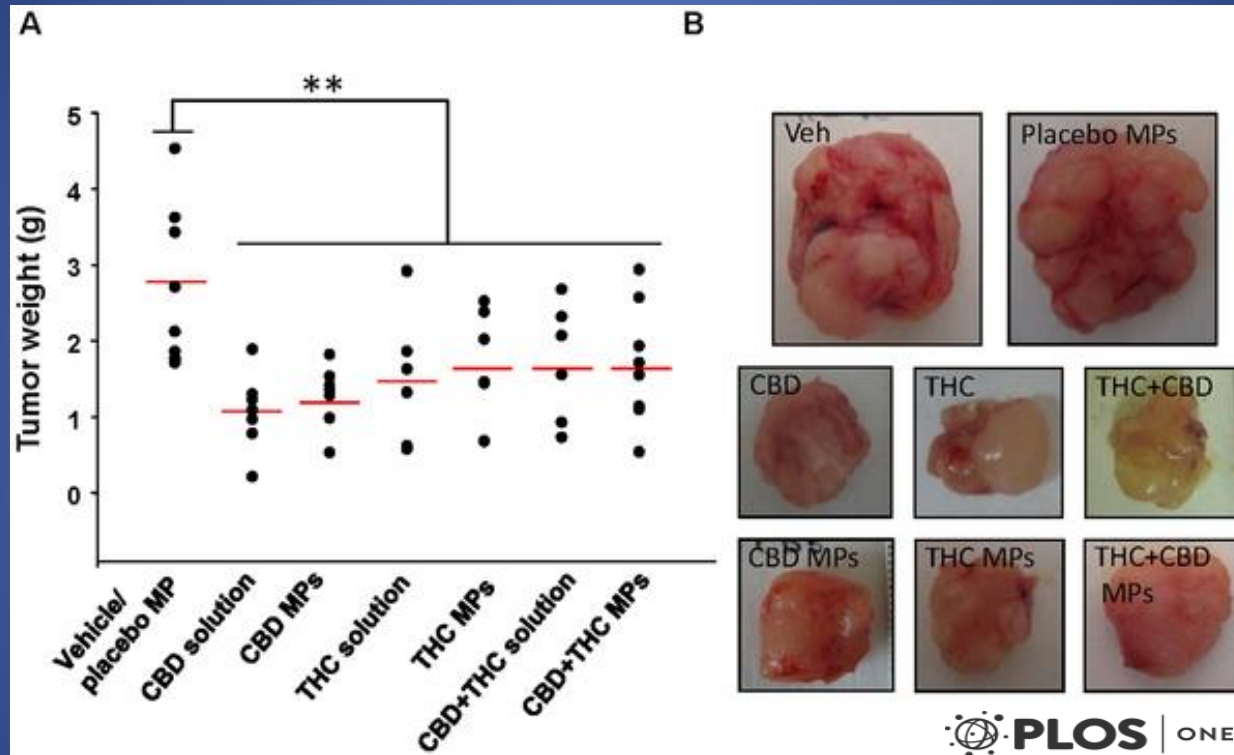 A
**
5
4
3
2
1
0
Tumor weight (g)
Vehicle/
placebo MP
CBD solution
CBD MPs
THC solution
THC MPs
CBD+THC solution
CBD+THC MPs
B
Veh
Placebo MPs
CBD
THC
THC+CBD
CBD MPs
THC MPs
THC+CBD
MPs
PLOS | ONE